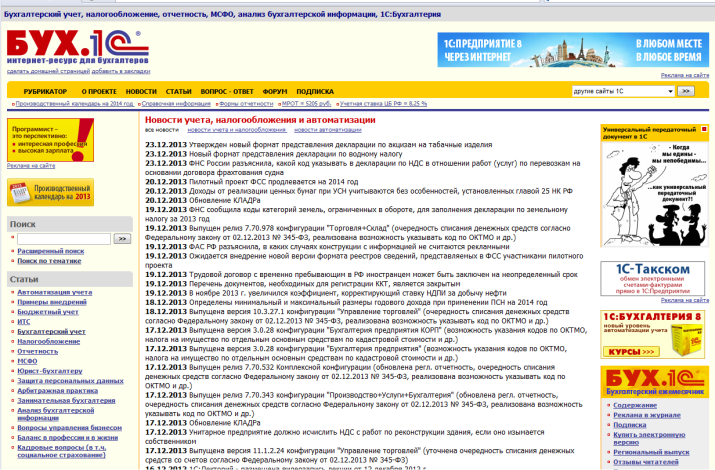 Бухгалтерский учет, налогообложение, отчетность, МСФО, анализ бухгалтерской информации, 1С:Бухгалтерия
БУХ.1С
интернет-ресурс для бухгалтеров
сделать домашней страницей добавить в закладки
1С:ПРЕДПРИЯТИЕ 8
ЧЕРЕЗ ИНТЕРНЕТ
В ЛЮБОМ МЕСТЕ
В ЛЮБОЕ ВРЕМЯ
Реклама на сайте
РУБРИКАТОР О ПРОЕКТЕ НОВОСТИ СТАТЬИ ВОПРОС - ОТВЕТ ФОРУМ ПОДПИСКА
другие сайты 1С >>
Производственный календарь на 2014 год Справочная информация Формы отчетности МРОТ = 5205 руб. Учетная ставка ЦБ РФ = 8,25 %
Программист -
это перспективно:
интересная профессия
высокая зарплата
Реклама на сайте
Производственный
календарь на 2013
Поиск
>>
Расширенный поиск
Поиск по тематике
Статьи
Автоматизация учета
Примеры внедрений
Бюджетный учет
ИТС
Бухгалтерский учет
Налогообложение
Отчетность
МСФО
Юрист-бухгалтеру
Защита персональных данных
Арбитражная практика
Занимательная бухгалтерия
Анализ бухгалтерской
информации
Вопросы управления бизнесом
Баланс в профессии и жизни
Кадровые вопросы (в т.ч.
социальное страхование)
Новости учета, налогообложения и автоматизации
все новости новости учета и налогообложения новости автоматизации
23.12.2013 Утвержден новый формат представления декларации по акцизам на табачные изделия
23.12.2013 Новый формат представления декларации по водному налогу
23.12.2013 ФНС России разъяснила, какой код указывать в декларации по НДС в отношении работ (услуг) по перевозкам на
основании договора фрахтования судна
20.12.2013 Пилотный проект ФСС продлевается на 2014 год
20.12.2013 Доходы от реализации ценных бумаг при УСН учитываются без особенностей, установленных главой 25 НК РФ
19.12.2013 Обновление КЛАДРа
19.12.2013 ФНС сообщила коды категорий земель, ограниченных в обороте, для заполнения декларации по земельному
налогу за 2013 год
19.12.2013 Выпущен релиз 7.70.978 конфигурации "Торговля+Склад" (очередность списания денежных средств согласно
Федеральному закону от 02.12.2013 № 345-ФЗ, реализована возможность указывать код по ОКТМО и др.)
19.12.2013 ФАС РФ разъяснила, в каких случаях конструкции с информацией не считаются рекламными
19.12.2013 Ожидается внедрение новой версии формата реестров сведений, представляемых в ФСС участниками пилотного
проекта
19.12.2013 Трудовой договор с временно пребывающим в РФ иностранцем может быть заключен на неопределенный срок
19.12.2013 Перечень документов, необходимых для регистрации ККТ, является закрытым
19.12.2013 В ноябре 2013 г. увеличился коэффициент, корректирующий ставку НДПИ за добычу нефти
18.12.2013 Определены минимальный и максимальный размеры годового дохода при применении ПСН на 2014 год
18.12.2013 Выпущена версия 10.3.27.1 конфигурации "Управление торговлей" (очередность списания денежных средств
согласно Федеральному закону от 02.12.2013 № 345-ФЗ, реализована возможность указывать код по ОКТМО и др.)
17.12.2013 Выпущена версия 3.0.28 конфигурации "Бухгалтерия предприятия КОРП" (возможность указания кодов по ОКТМО,
налога на имущество по отдельным основным средствам по кадастровой стоимости и др.)
17.12.2013 Выпущена версия 3.0.28 конфигурации "Бухгалтерия предприятия" (возможность указания кодов по ОКТМО,
налога на имущество по отдельным основным средствам по кадастровой стоимости и др.)
17.12.2013 Выпущен релиз 7.70.532 Комплексной конфигурации (обновлена регл. отчетность, очередность списания
денежных средств согласно Федеральному закону от 02.12.2013 № 345-ФЗ, реализована возможность указывать код по
ОКТМО и др.)
17.12.2013 Выпущен релиз 7.70.343 конфигурации "Производство+Услуги+Бухгалтерия" (обновлена регл. отчетность,
очередность списания денежных средств согласно Федеральному закону от 02.12.2013 № 345-ФЗ, реализована возможность
указывать код по ОКТМО и др.)
17.12.2013 Обновление КЛАДРа
17.12.2013 Унитарное предприятие должно исчислить НДС с работ по реконструкции здания, если оно изымается
собственником
17.12.2013 Выпущена версия 11.1.2.24 конфигурации "Управление торговлей" (уточнена очередность списания денежных
средств со счетов согласно Федеральному закону от 02.12.2013 № 345-ФЗ)
16.12.2013 1С:Лекторий - размещена видеозапись лекции от 12 декабря 2013 г.
Универсальный передаточный
документ в 1С
- Когда
мы едины -
мы непобедимы...
...как универсальный
передаточный
документ?!
1С-Такском
обмен электронными
счетами-фактурами
прямо в 1С:Предприятии
Реклама на сайте
1С:БУХГАЛТЕРИЯ 8
новый уровень
автоматизации учета
КУРСЫ >>>
БУХ.1С
Бухгалтерский ежемесячник
Содержание
Реклама в журнале
Подписка
Купить электронную
версию
Региональный выпуск
Отзывы читателей